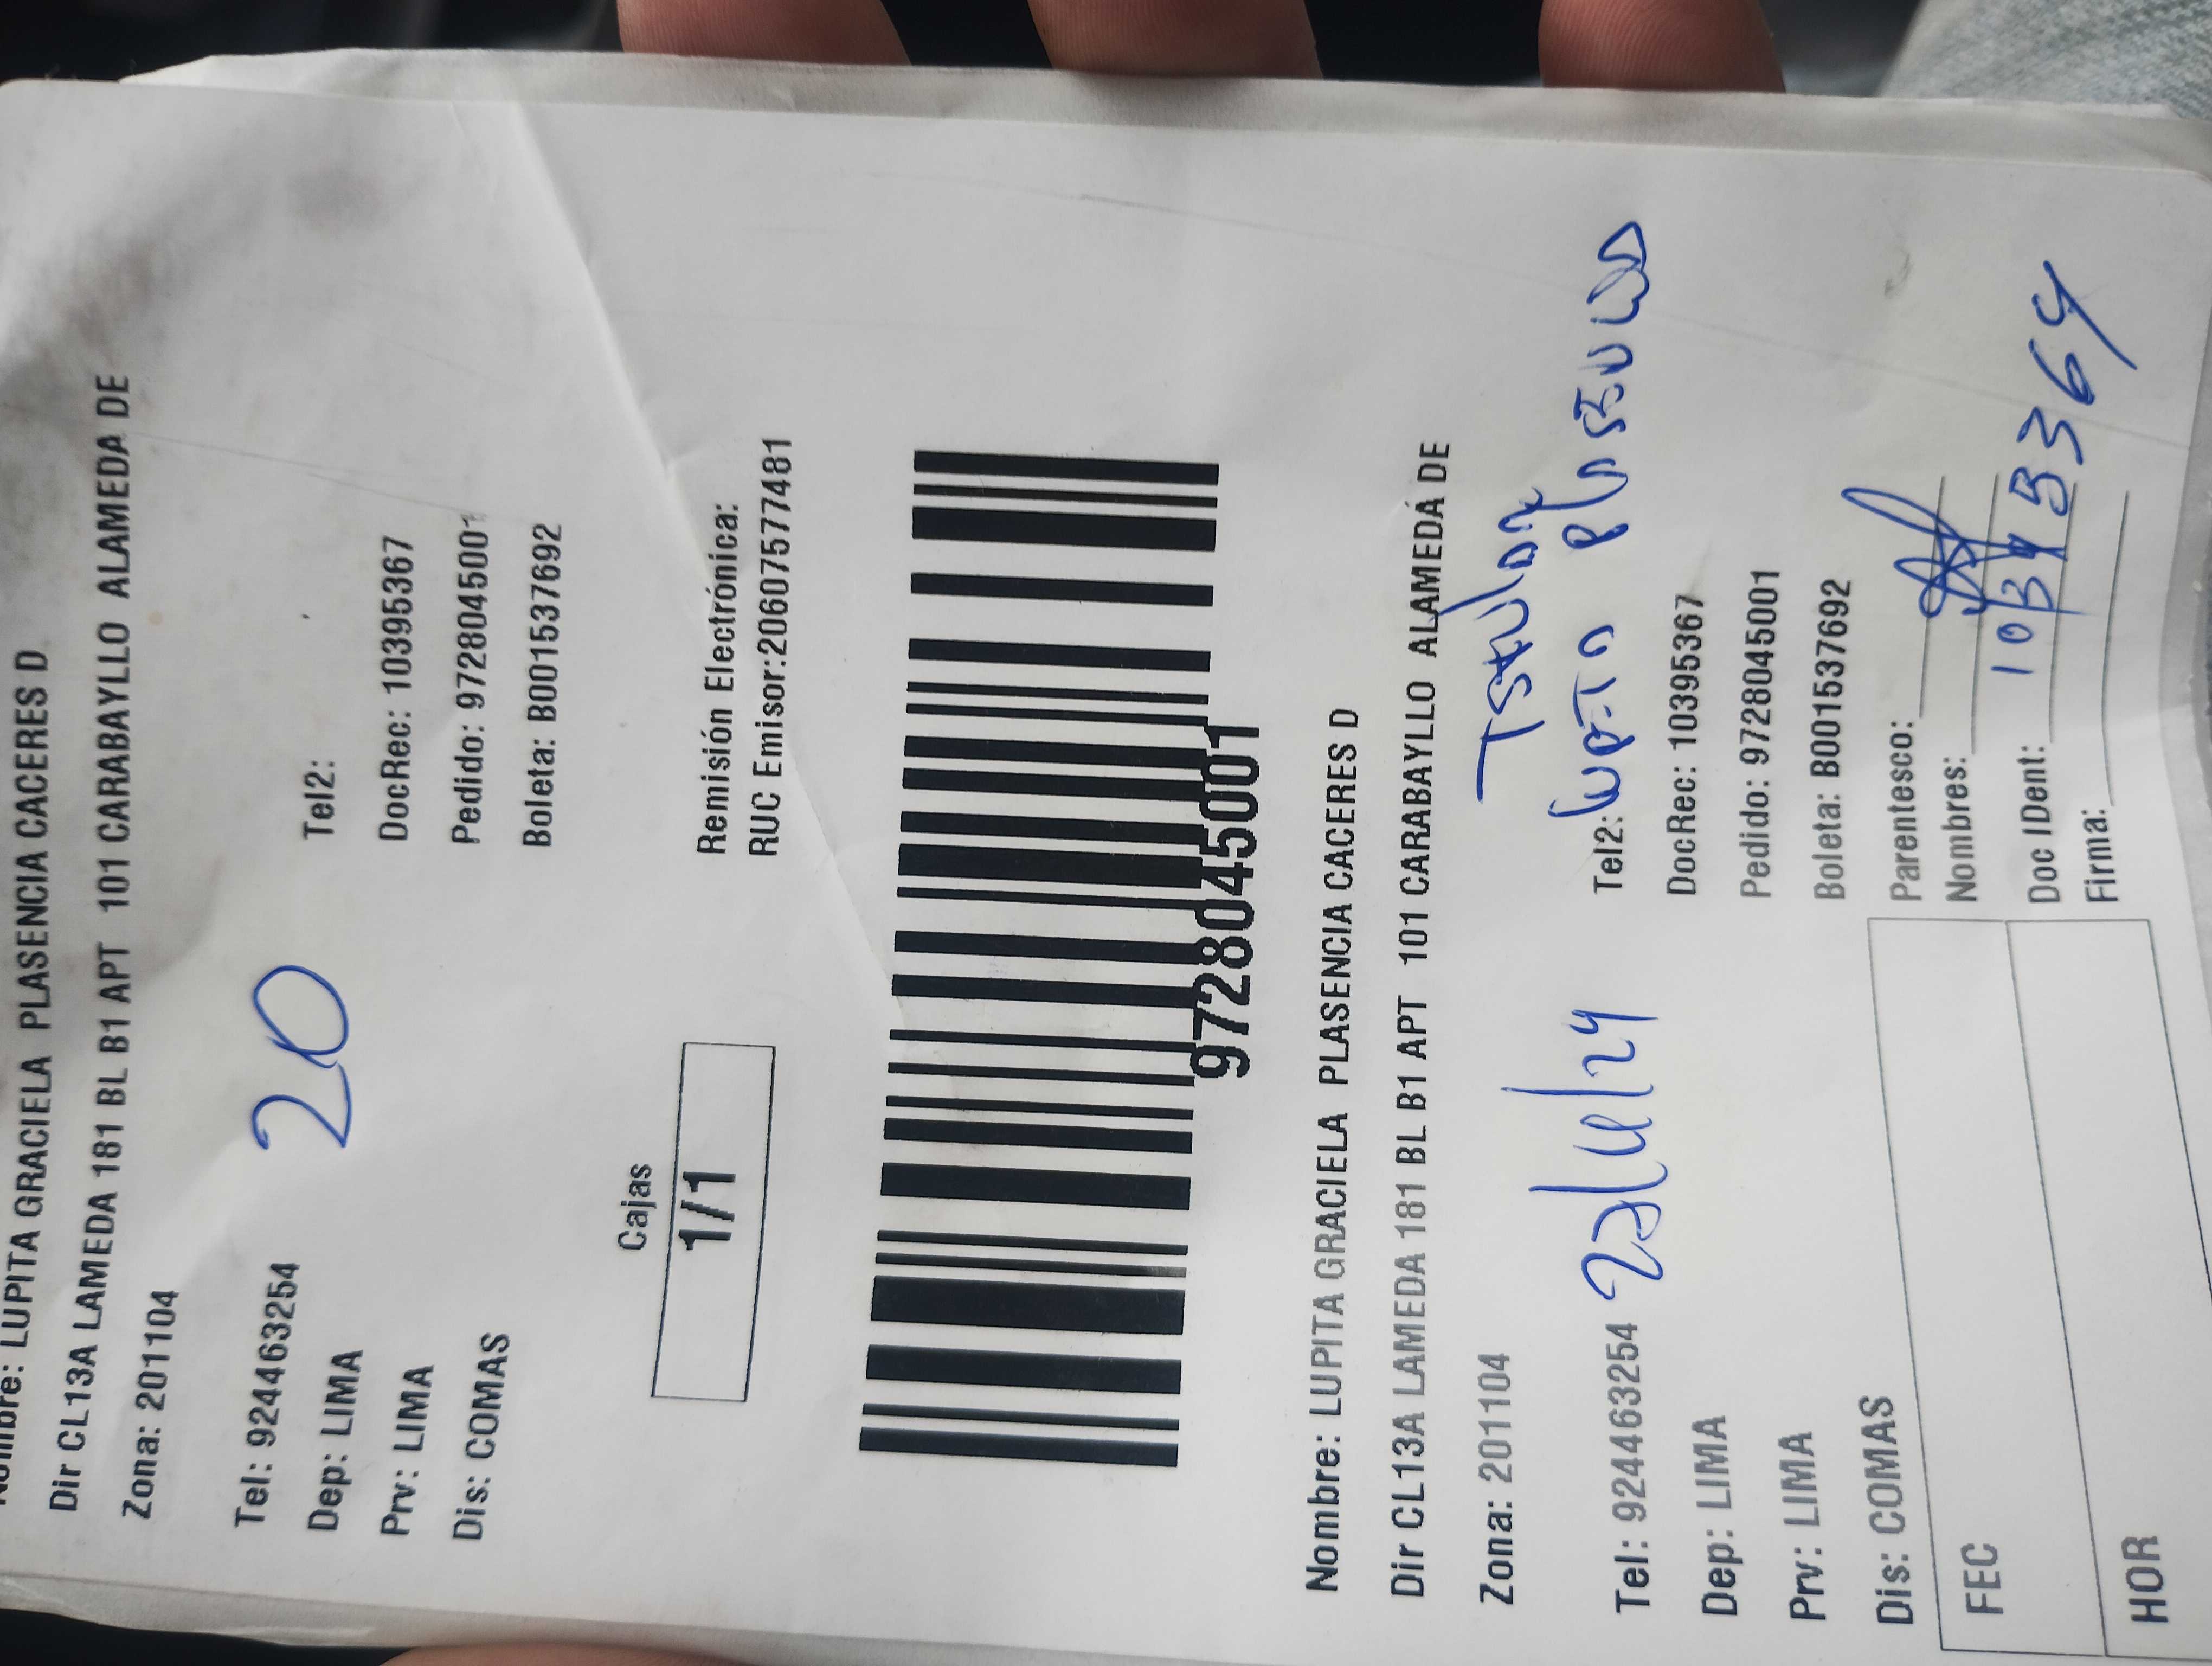 Nombre: LUPITA GRACIELA PLASENCIA CACERES D
Dir CL13A LAMEDA 181 BL B1 APT 101 CARABAYLLO ALAMEDA DE
Zona: 201104
20
Tel: 924463254 Tel2:
Dep: LIMA DocRec: 10395367
Prv: LIMA Pedido: 9728045001
Dis: COMAS Boleta: B001537692
Cajas
1/1
Remisión Electrónica:
RUC Emisor:20607577481
9728045001
Nombre: LUPITA GRACIELA PLASENCIA CACERES D
Dir CL13A LAMEDA 181 BL B1 APT 101 CARABAYLLO ALAMEDA DE
Zona: 201104
Tel: 924463254 Tel2:
Dep: LIMA DocRec: 10395367
Prv: LIMA Pedido: 9728045001
Dis: COMAS Boleta: B001537692
FEC Parentesco:
Nombres:
HOR Doc IDent:
Firma: